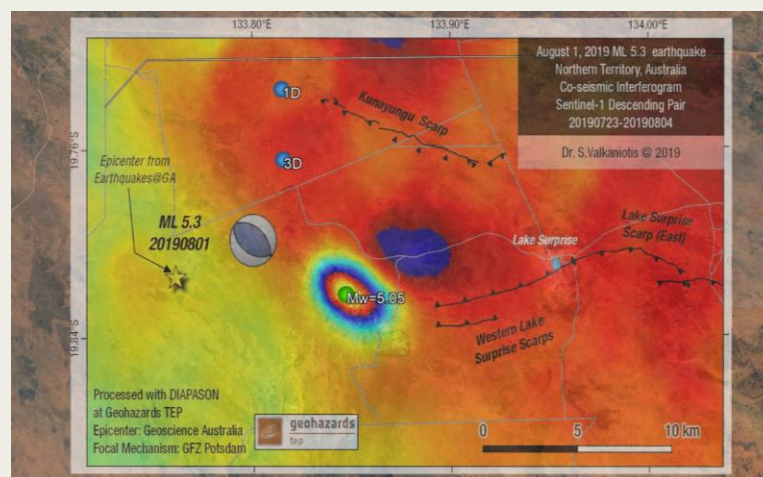 133.80°E
133.90°E
134.00°E
August 1, 2019 ML 5.3 earthquake
Northern Territory, Australia
Co-seismic Interferogram
Sentinel-1 Descending Pair
20190723-20190804
Dr. S.Valkaniotis @ 2019
1D
Kunayungu Scarp
19.76°S
3D
Epicenter from
Earthquakes@GA
ML 5.3
20190801
Lake Surprise
Lake Surprise
Scarp (East)
Mw=5.05
Western Lake
Surprise Scarps
19.84°S
Processed with DIAPASON
at Geohazards TEP
Epicenter: Geoscience Australia
Focal Mechanism: GFZ Potsdam
geohazards
tep
0 5 10 km